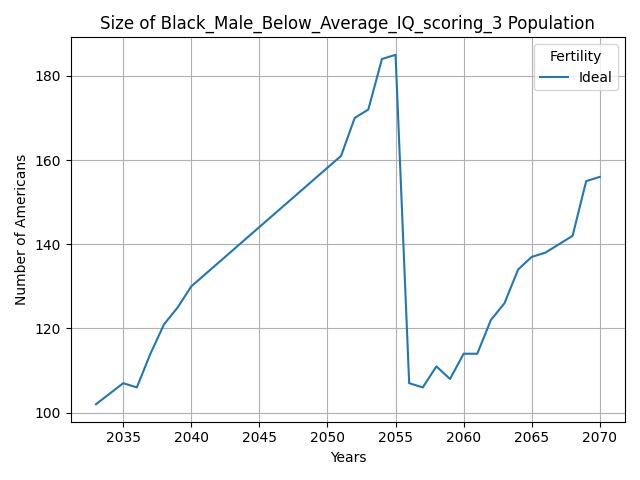 Size of Black_Male_Below_Average_IQ_scoring_3 Population
Fertility
Ideal
Number of Americans
180
160
140
120
100
2035 2040 2045 2050 2055 2060 2065 2070
Years